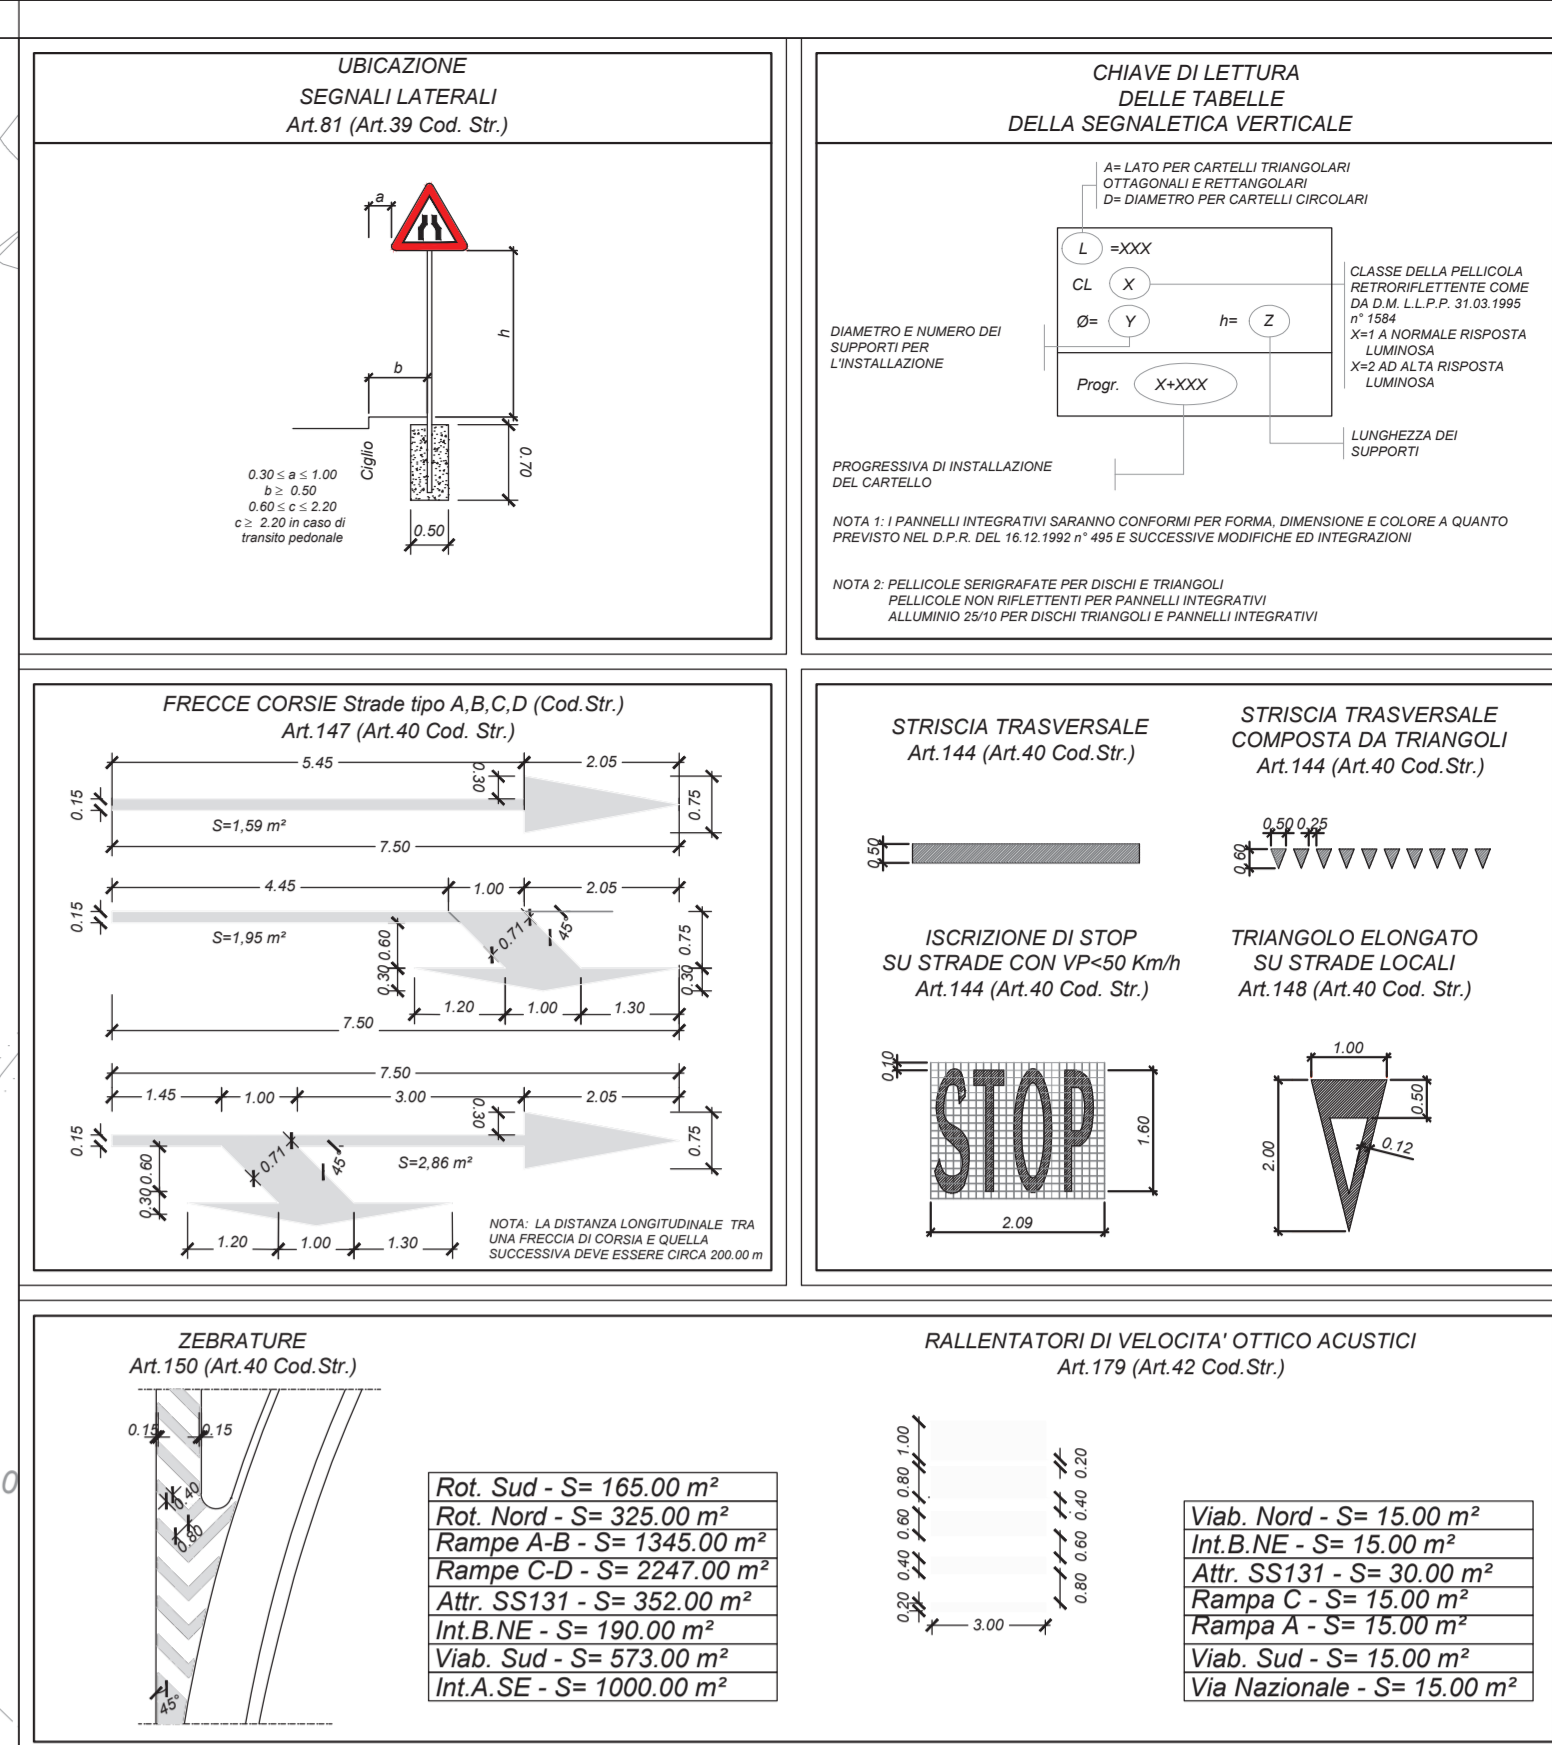 UBICAZIONE
SEGNALI LATERALI
Art.81 (Art.39 Cod. Str.)
a
h
b
Ciglio
0.70
0.50
0.30 ≤ a ≤ 1.00
b ≥ 0.50
0.60 ≤ c ≤ 2.20
c ≥ 2.20 in caso di
transito pedonale
CHIAVE DI LETTURA
DELLE TABELLE
DELLA SEGNALETICA VERTICALE
A= LATO PER CARTELLI TRIANGOLARI
OTTAGONALI E RETTANGOLARI
D= DIAMETRO PER CARTELLI CIRCOLARI
L =XXX
CL X
Ø= Y h= Z
Progr. X+XXX
CLASSE DELLA PELLICOLA
RETRORIFLETTENTE COME
DA D.M. L.L.P.P. 31.03.1995
n° 1584
X=1 A NORMALE RISPOSTA
LUMINOSA
X=2 AD ALTA RISPOSTA
LUMINOSA
DIAMETRO E NUMERO DEI
SUPPORTI PER
L'INSTALLAZIONE
LUNGHEZZA DEI
SUPPORTI
PROGRESSIVA DI INSTALLAZIONE
DEL CARTELLO
NOTA 1: I PANNELLI INTEGRATIVI SARANNO CONFORMI PER FORMA, DIMENSIONE E COLORE A QUANTO
PREVISTO NEL D.P.R. DEL 16.12.1992 n° 495 E SUCCESSIVE MODIFICHE ED INTEGRAZIONI
NOTA 2: PELLICOLE SERIGRAFATE PER DISCHI E TRIANGOLI
PELLICOLE NON RIFLETTENTI PER PANNELLI INTEGRATIVI
ALLUMINIO 25/10 PER DISCHI TRIANGOLI E PANNELLI INTEGRATIVI
FRECCE CORSIE Strade tipo A,B,C,D (Cod.Str.)
Art.147 (Art.40 Cod. Str.)
5.45 0.30 2.05
0.15
0.75
S=1,59 m²
7.50
4.45 1.00 2.05
0.15
S=1,95 m²
0.71
45°
0.60
0.30
0.75
0.30
1.20 1.00 1.30
7.50
7.50
1.45 1.00 3.00 0.30 2.05
0.15
0.75
0.71
45°
S=2,86 m²
0.60
0.30
1.20 1.00 1.30
NOTA: LA DISTANZA LONGITUDINALE TRA
UNA FRECCIA DI CORSIA E QUELLA
SUCCESSIVA DEVE ESSERE CIRCA 200.00 m
STRISCIA TRASVERSALE
Art.144 (Art.40 Cod.Str.)
0.50
STRISCIA TRASVERSALE
COMPOSTA DA TRIANGOLI
Art.144 (Art.40 Cod.Str.)
0.50 0.25
0.60
ISCRIZIONE DI STOP
SU STRADE CON VP<50 Km/h
Art.144 (Art.40 Cod. Str.)
0.10
STOP
1.60
2.09
TRIANGOLO ELONGATO
SU STRADE LOCALI
Art.148 (Art.40 Cod. Str.)
1.00
0.50
2.00
0.12
ZEBRATURE
Art.150 (Art.40 Cod.Str.)
0.15 0.15
0.40
0.80
45°
0
Rot. Sud - S= 165.00 m²
Rot. Nord - S= 325.00 m²
Rampe A-B - S= 1345.00 m²
Rampe C-D - S= 2247.00 m²
Attr. SS131 - S= 352.00 m²
Int.B.NE - S= 190.00 m²
Viab. Sud - S= 573.00 m²
Int.A.SE - S= 1000.00 m²
RALLENTATORI DI VELOCITA' OTTICO ACUSTICI
Art.179 (Art.42 Cod.Str.)
1.00
0.80
0.60
0.40
0.20
0.20
0.40
0.60
0.80
3.00
Viab. Nord - S= 15.00 m²
Int.B.NE - S= 15.00 m²
Attr. SS131 - S= 30.00 m²
Rampa C - S= 15.00 m²
Rampa A - S= 15.00 m²
Viab. Sud - S= 15.00 m²
Via Nazionale - S= 15.00 m²